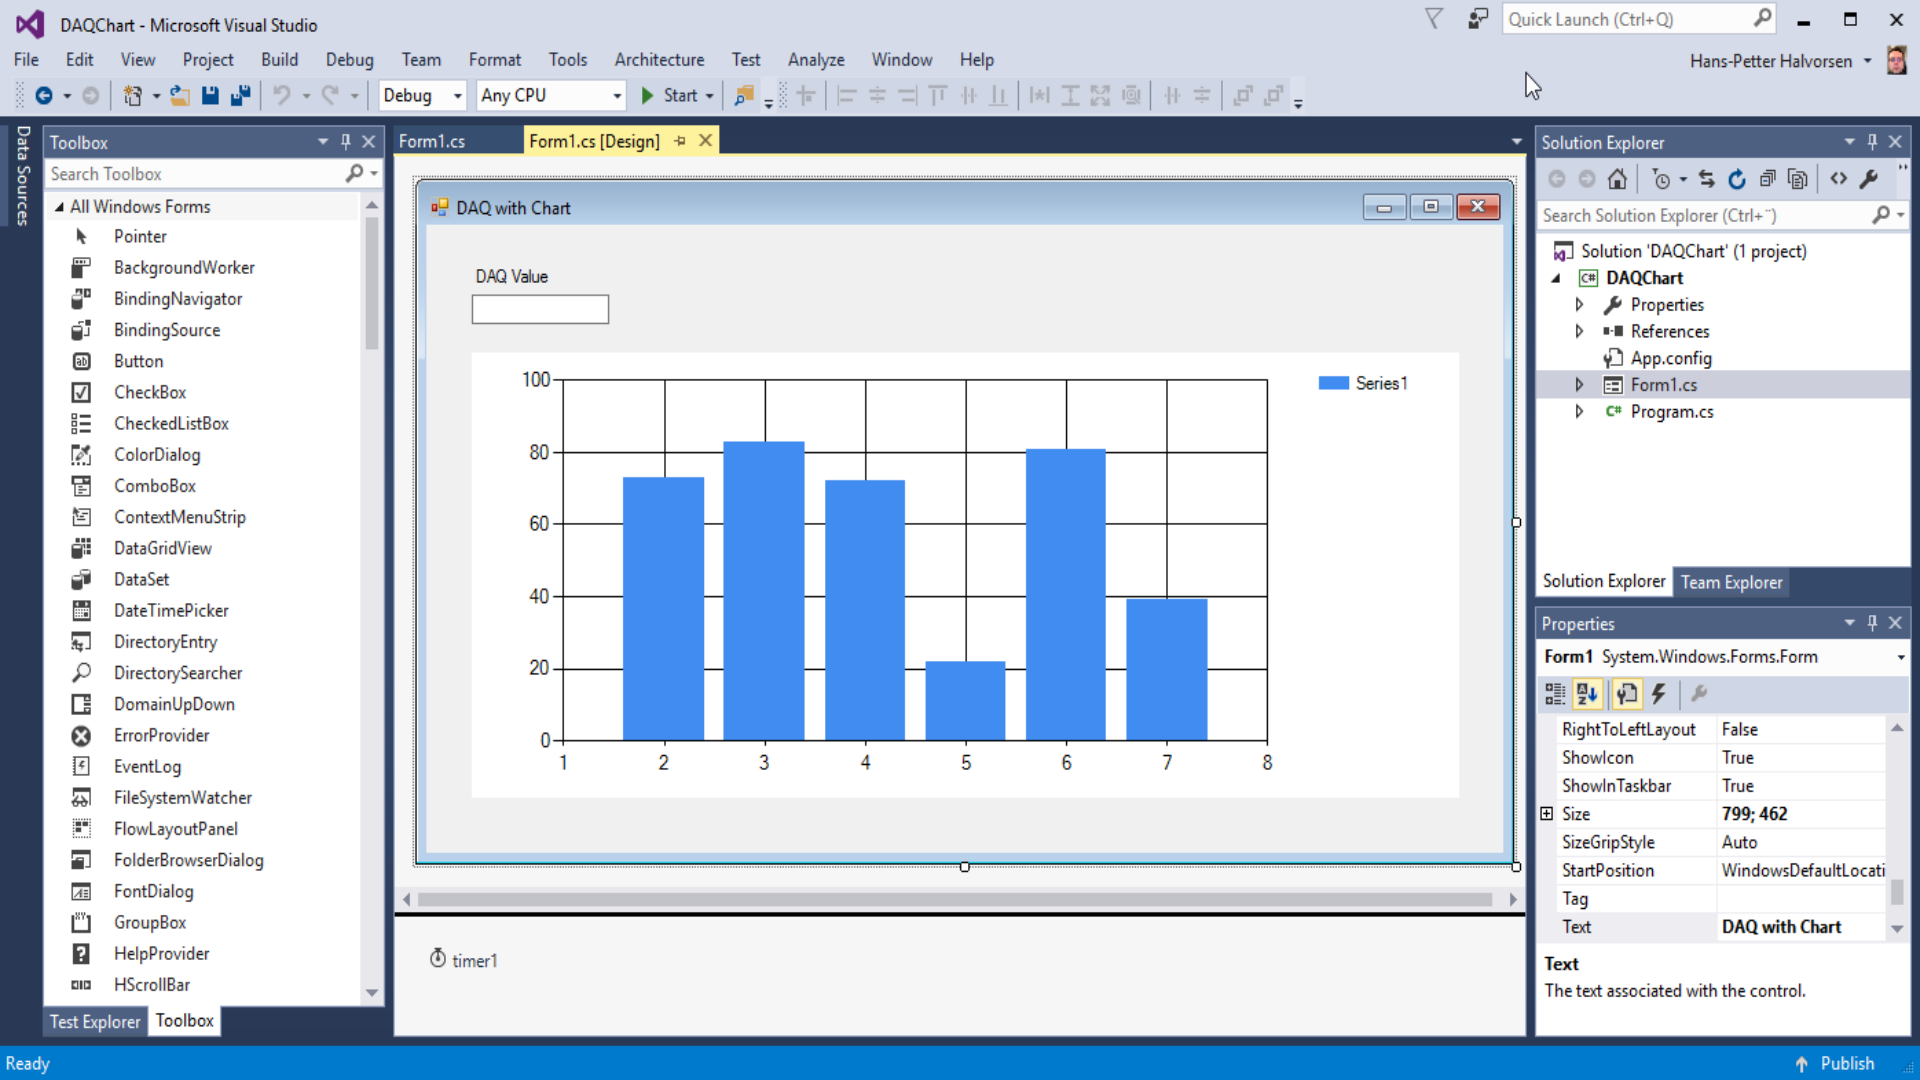 DAQChart - Microsoft Visual Studio
Quick Launch (Ctrl+Q)
File Edit View Project Build Debug Team Format Tools Architecture Test Analyze Window Help
Hans-Petter Halvorsen
Debug Any CPU Start
Data Sources
Toolbox
Search Toolbox
All Windows Forms
Pointer
BackgroundWorker
BindingNavigator
BindingSource
Button
CheckBox
CheckedListBox
ColorDialog
ComboBox
ContextMenuStrip
DataGridView
DataSet
DateTimePicker
DirectoryEntry
DirectorySearcher
DomainUpDown
ErrorProvider
EventLog
FileSystemWatcher
FlowLayoutPanel
FolderBrowserDialog
FontDialog
GroupBox
HelpProvider
HScrollBar
Test Explorer Toolbox
Form1.cs Form1.cs [Design]
DAQ with Chart
DAQ Value
100
80
60
40
20
0
1 2 3 4 5 6 7 8
Series1
timer1
Solution Explorer
Search Solution Explorer (Ctrl+¨)
Solution 'DAQChart' (1 project)
C# DAQChart
Properties
References
App.config
Form1.cs
C# Program.cs
Solution Explorer Team Explorer
Properties
Form1 System.Windows.Forms.Form
RightToLeftLayout False
ShowIcon True
ShowInTaskbar True
Size 799; 462
SizeGripStyle Auto
StartPosition WindowsDefaultLocati
Tag
Text DAQ with Chart
Text
The text associated with the control.
Ready
Publish